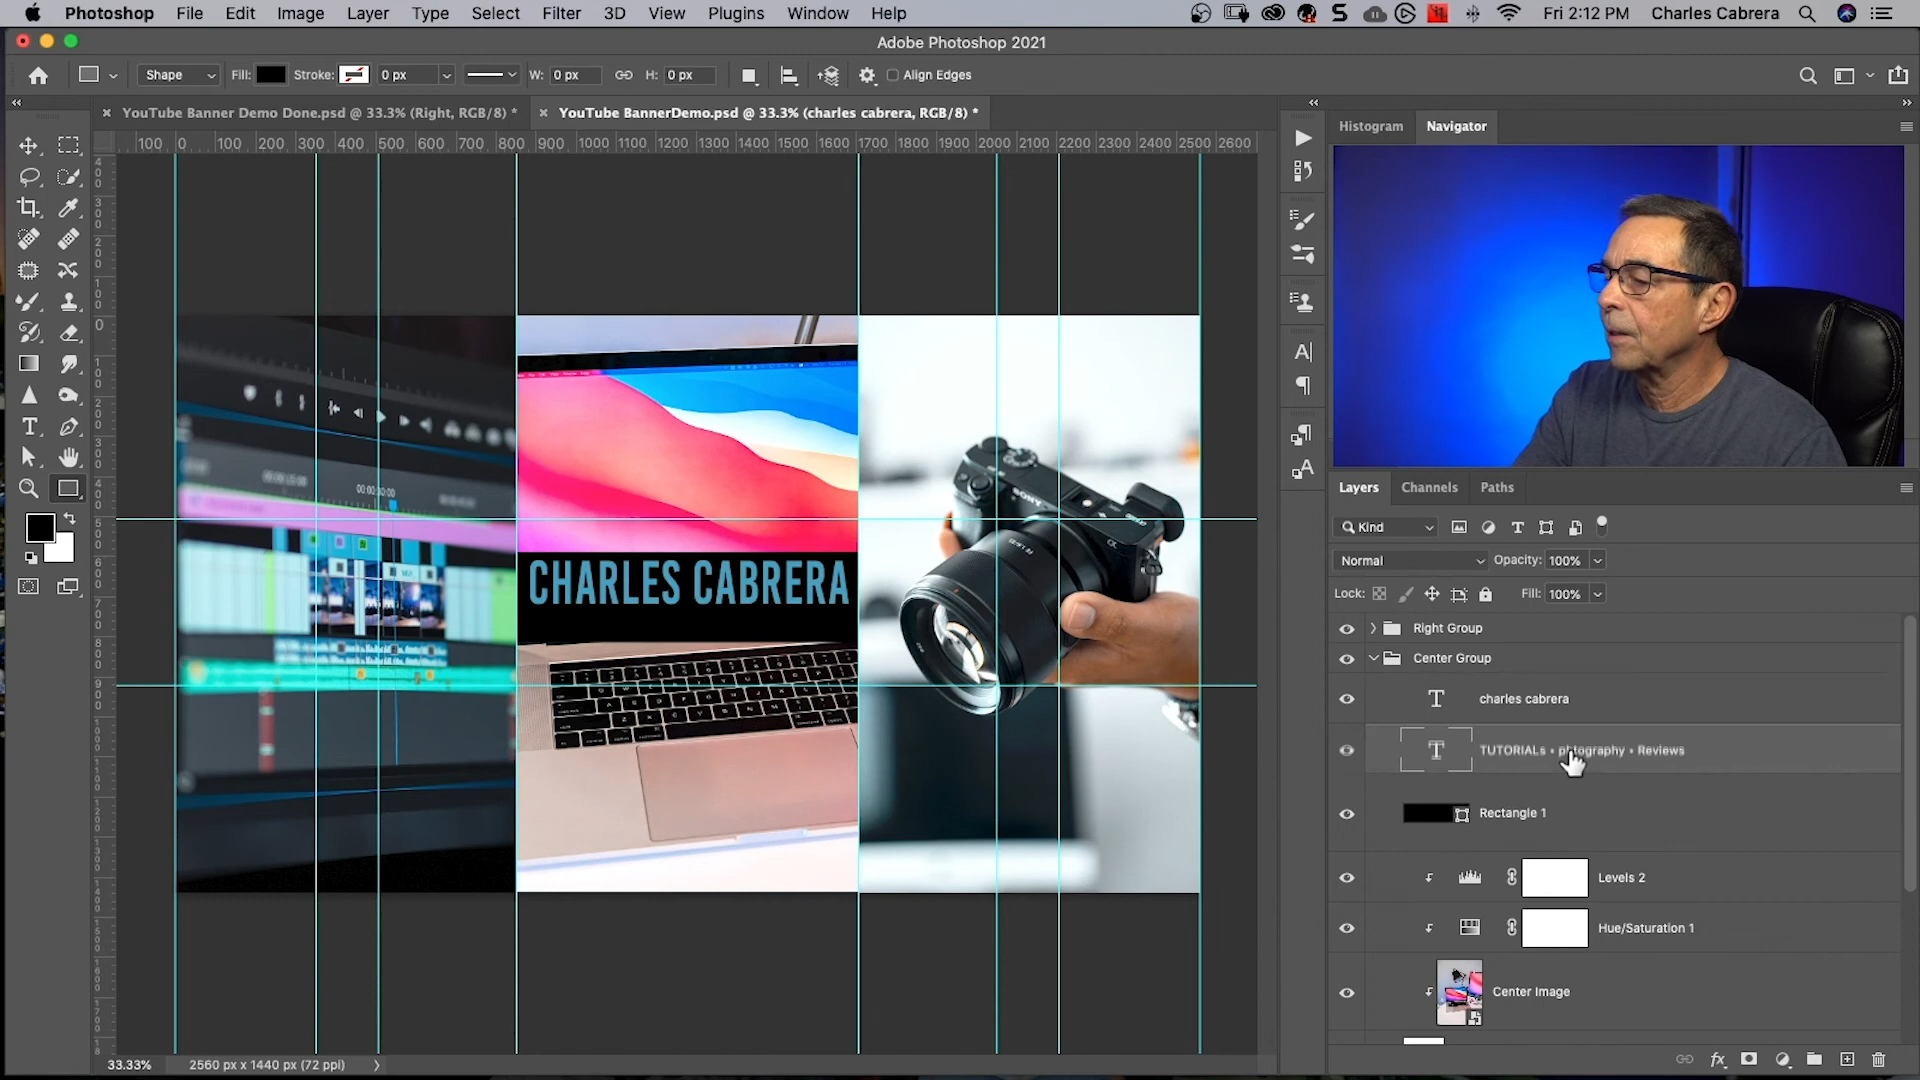 Photoshop File Edit Image Layer Type Select Filter 3D View Plugins Window Help Fri 2:12 PM Charles Cabrera
Adobe Photoshop 2021
Shape Fill: Stroke: 0 px W: 0 px H: 0 px Align Edges
YouTube Banner Demo Done.psd @ 33.3% (Right, RGB/8) * YouTube BannerDemo.psd @ 33.3% (charles cabrera, RGB/8) *
Histogram Navigator
100 0 100 200 300 400 500 600 700 800 900 1000 1100 1200 1300 1400 1500 1600 1700 1800 1900 2000 2100 2200 2300 2400 2500 2600
SONY
CHARLES CABRERA
Layers Channels Paths
Kind
Normal Opacity: 100%
Lock: Fill: 100%
Right Group
Center Group
charles cabrera
TUTORIALs • phtography • Reviews
Rectangle 1
Levels 2
Hue/Saturation 1
Center Image
33.33% 2560 px x 1440 px (72 ppi)